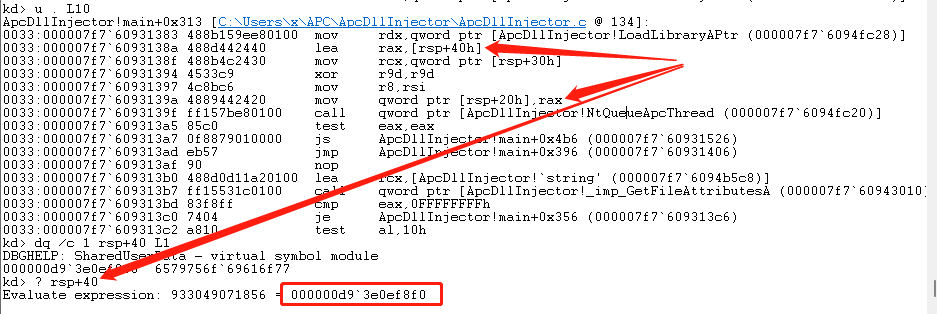 kd> u . L10
ApcDllInjector!main+0x313 [C:\Users\x\APC\ApcDllInjector\ApcDllInjector.c @ 134]:
0033:000007f7`60931383 488b159ee80100 mov rdx,qword ptr [ApcDllInjector!LoadLibraryAPtr (000007f7`6094fc28)]
0033:000007f7`6093138a 488d442440 lea rax,[rsp+40h]
0033:000007f7`6093138f 488b4c2430 mov rcx,qword ptr [rsp+30h]
0033:000007f7`60931394 4533c9 xor r9d,r9d
0033:000007f7`60931397 4c8bc6 mov r8,rsi
0033:000007f7`6093139a 4889442420 mov qword ptr [rsp+20h],rax
0033:000007f7`6093139f ff157be80100 call qword ptr [ApcDllInjector!NtQueueApcThread (000007f7`6094fc20)]
0033:000007f7`609313a5 85c0 test eax,eax
0033:000007f7`609313a7 0f8879010000 js ApcDllInjector!main+0x4b6 (000007f7`60931526)
0033:000007f7`609313ad eb57 jmp ApcDllInjector!main+0x396 (000007f7`60931406)
0033:000007f7`609313af 90 nop
0033:000007f7`609313b0 488d0d11a20100 lea rcx,[ApcDllInjector!`string' (000007f7`6094b5c8)]
0033:000007f7`609313b7 ff15531c0100 call qword ptr [ApcDllInjector!_imp_GetFileAttributesA (000007f7`60943010)]
0033:000007f7`609313bd 83f8ff cmp eax,0FFFFFFFFh
0033:000007f7`609313c0 7404 je ApcDllInjector!main+0x356 (000007f7`609313c6)
0033:000007f7`609313c2 a810 test al,10h
kd> dq /c 1 rsp+40 L1
DBGHELP: SharedUserData - virtual symbol module
000000d9`3e0ef8f0 6579756f`69616f77
kd> ? rsp+40
Evaluate expression: 933049071856 = 000000d9`3e0ef8f0